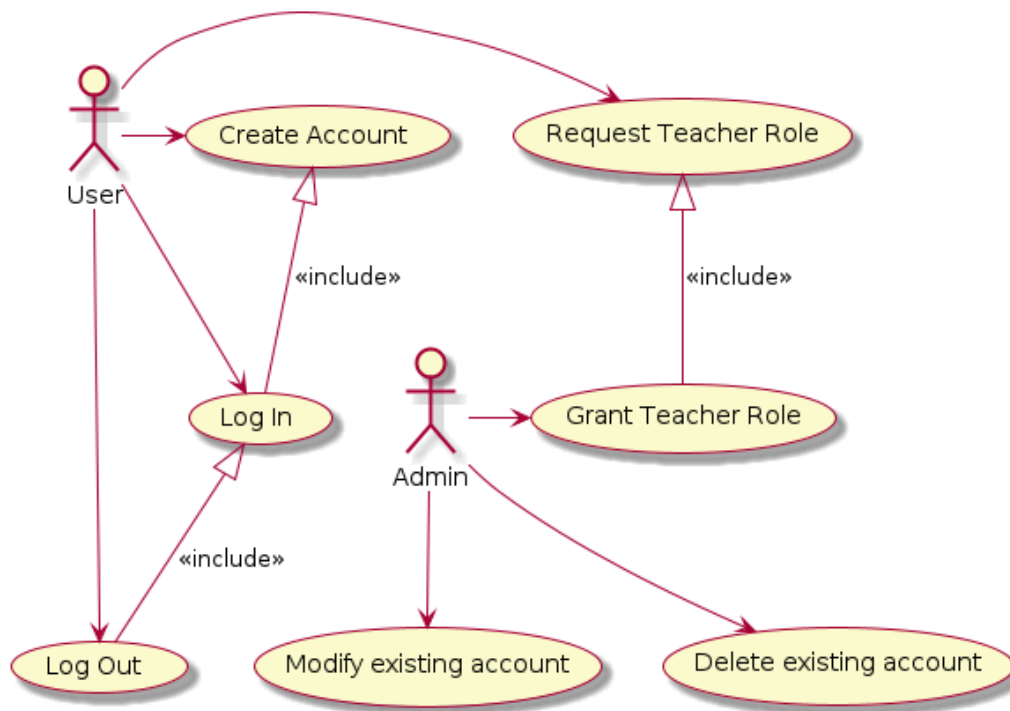 Create Account
Request Teacher Role
User
«include»
«include»
Log In
Grant Teacher Role
Admin
«include»
Log Out
Modify existing account
Delete existing account